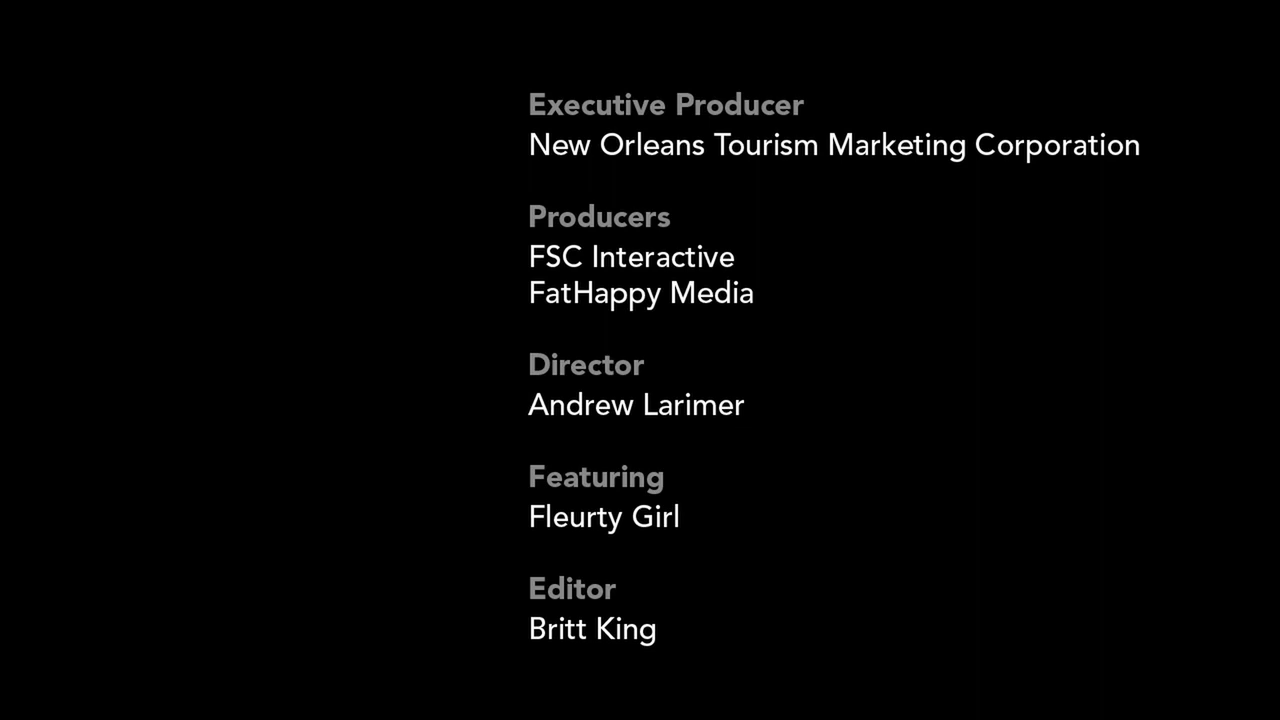 Executive Producer
New Orleans Tourism Marketing Corporation
Producers
FSC Interactive
FatHappy Media
Director
Andrew Larimer
Featuring
Fleurty Girl
Editor
Britt King